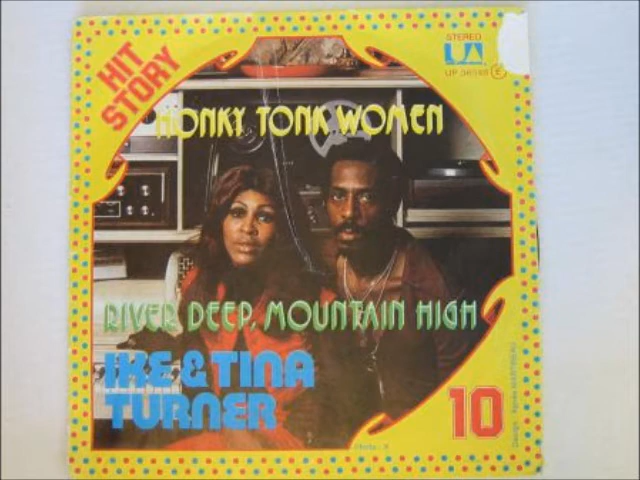 HIT
STORY
STEREO
UA
HONKY TONK WOMEN
RIVER DEEP, MOUNTAIN HIGH
IKE & TINA
TURNER
10